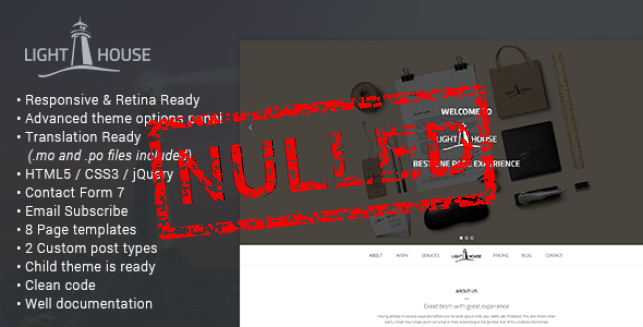 LIGHT HOUSE
• Responsive & Retina Ready
• Advanced theme options panel
• Translation Ready
(.mo and .po files included)
• HTML5 / CSS3 / jQuery
• Contact Form 7
• Email Subscribe
• 8 Page templates
• 2 Custom post types
• Child theme is ready
• Clean code
• Well documentation
NULLED
WELCOME TO
LIGHT HOUSE
BEST ONE PAGE EXPERIENCE
ABOUT WORK SERVICES LIGHT HOUSE PRICING BLOG CONTACT
ABOUT US
Great team with great experience